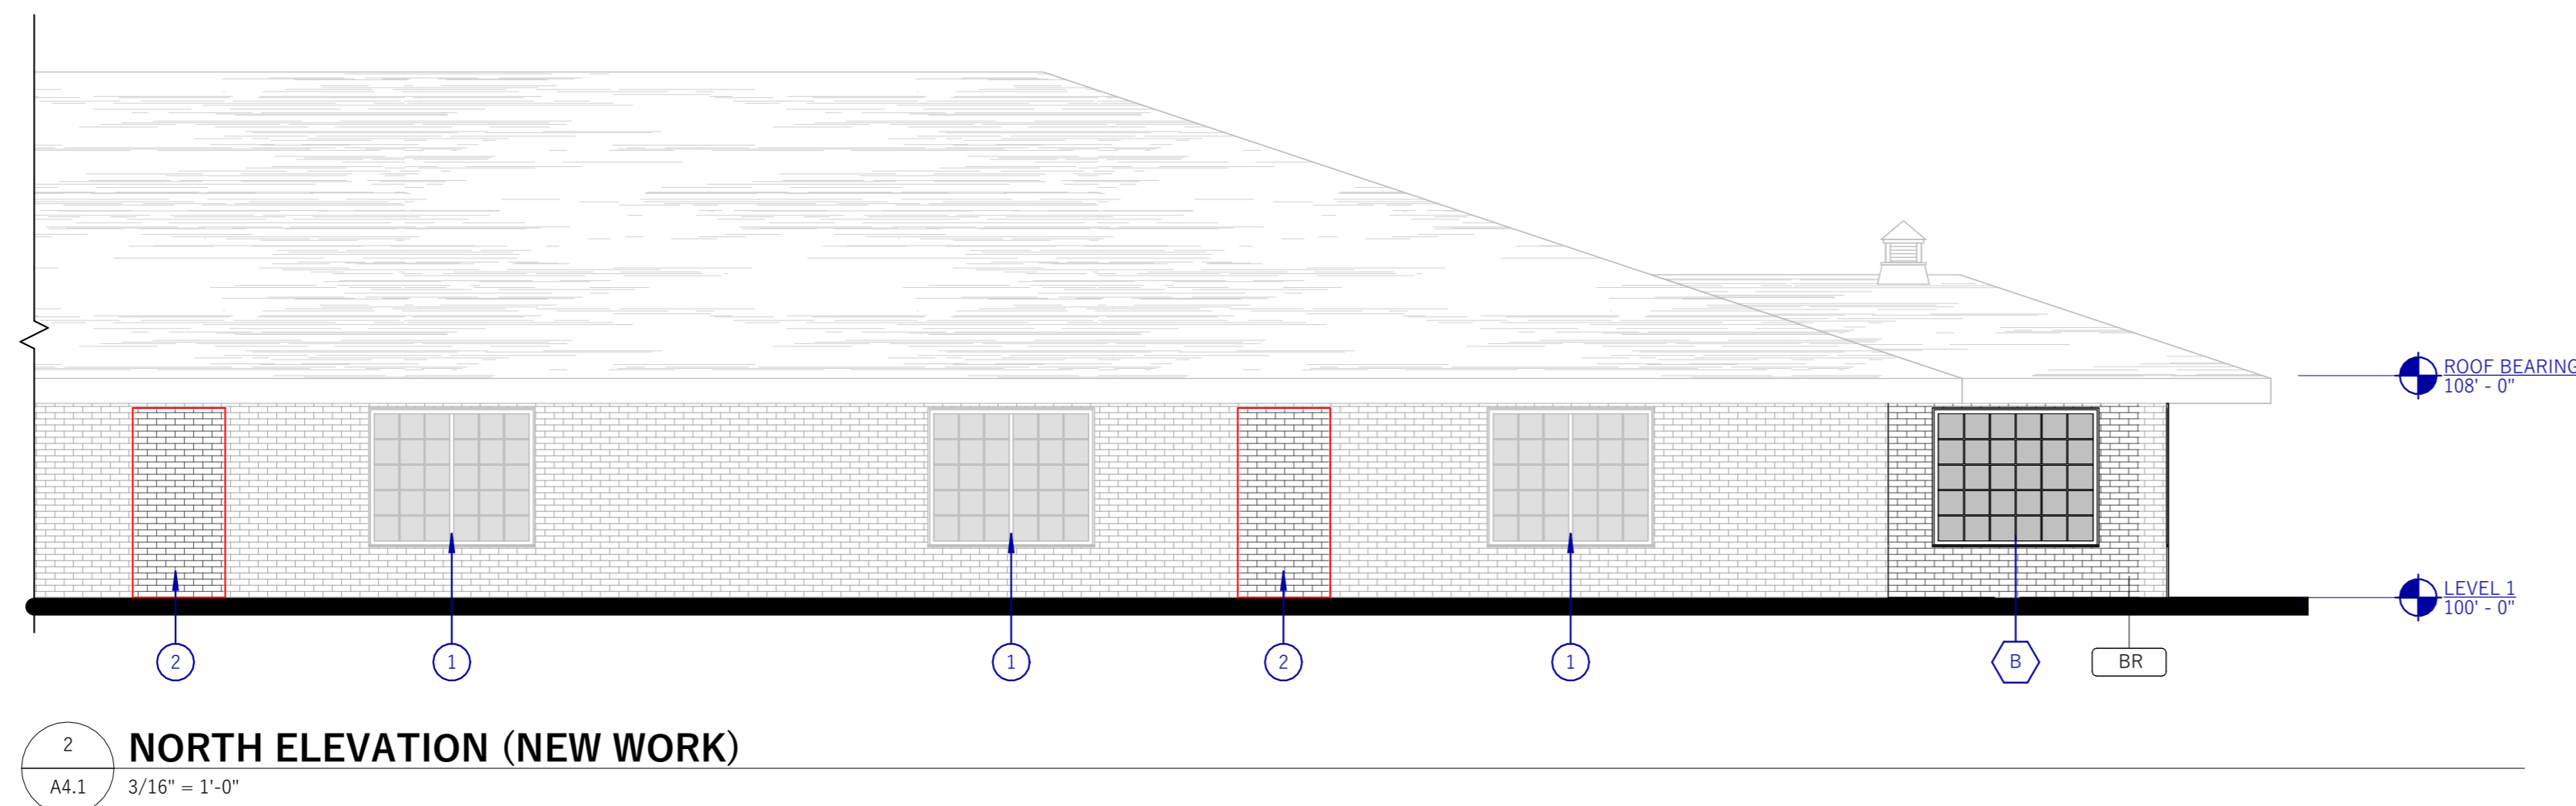 ROOF BEARING
108' - 0"
LEVEL 1
100' - 0"
2
1
1
2
1
B
BR
2
NORTH ELEVATION (NEW WORK)
A4.1
3/16" = 1'-0"